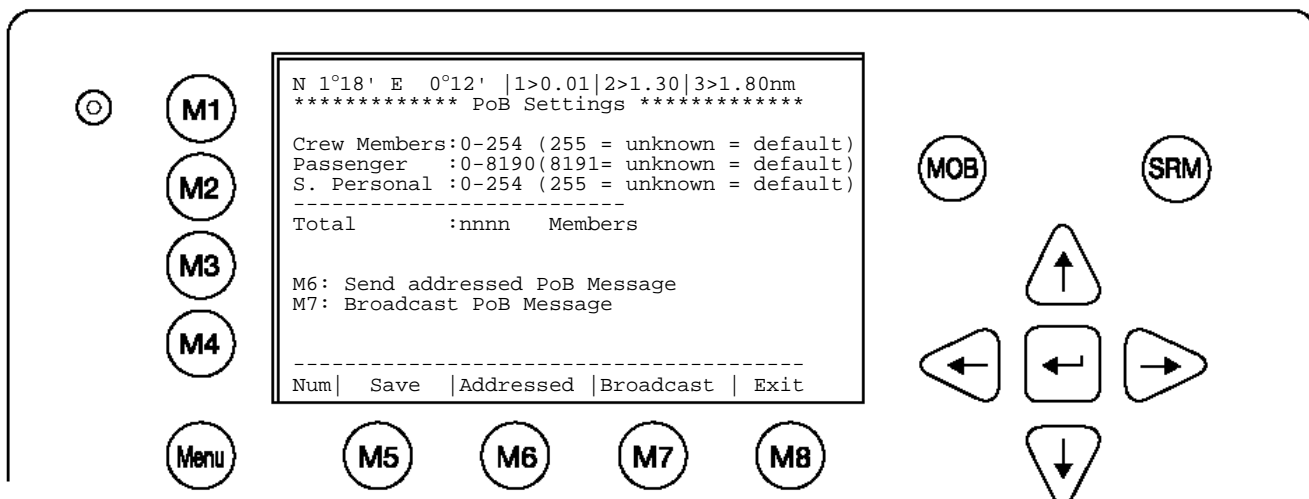 N 1°18' E 0°12' |1>0.01|2>1.30|3>1.80nm
************* PoB Settings *************
Crew Members:0-254 (255 = unknown = default)
Passenger :0-8190(8191= unknown = default)
S. Personal :0-254 (255 = unknown = default)
--------------------------
Total :nnnn Members
M6: Send addressed PoB Message
M7: Broadcast PoB Message
----------------------------------------
Num| Save |Addressed |Broadcast | Exit
M1
M2
M3
M4
Menu
M5
M6
M7
M8
MOB
SRM